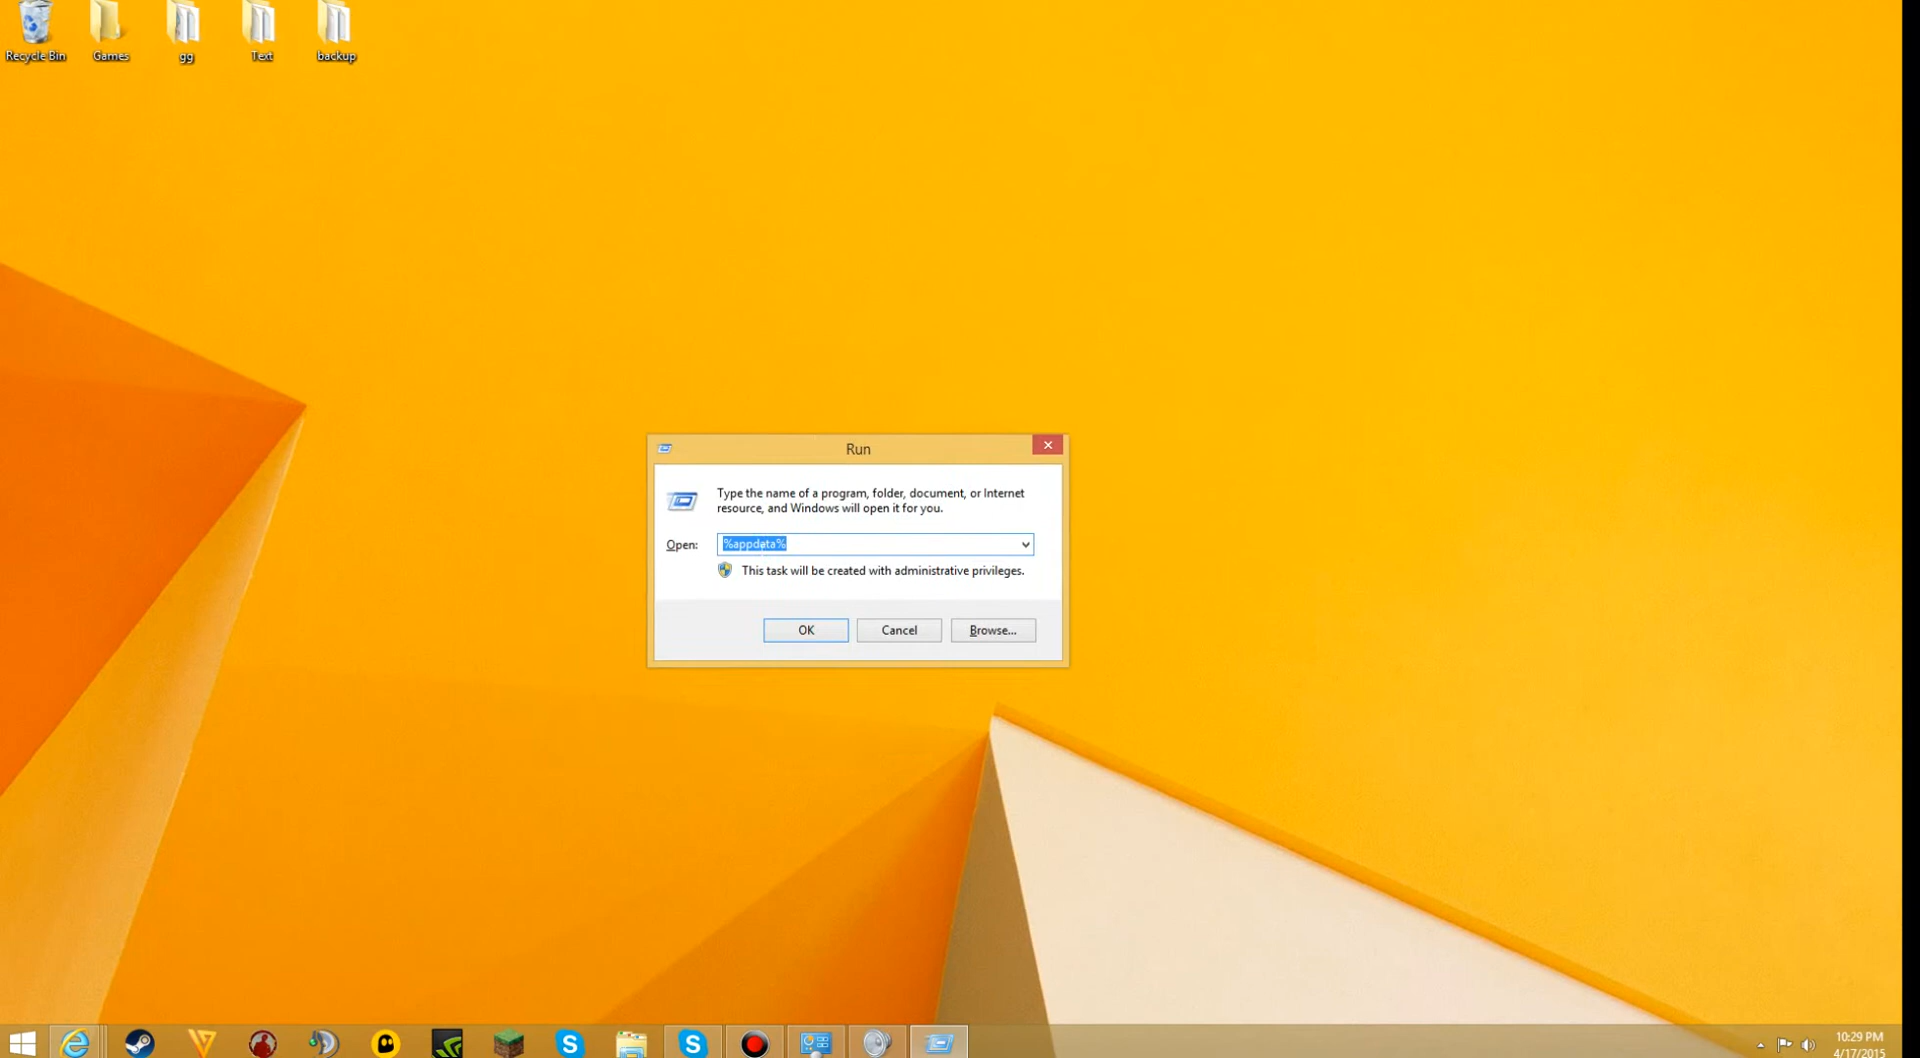 Recycle Bin
Games
gg
Text
backup
Run
Type the name of a program, folder, document, or Internet
resource, and Windows will open it for you.
Open:
%appdata%
This task will be created with administrative privileges.
OK
Cancel
Browse...
10:29 PM
4/17/2015